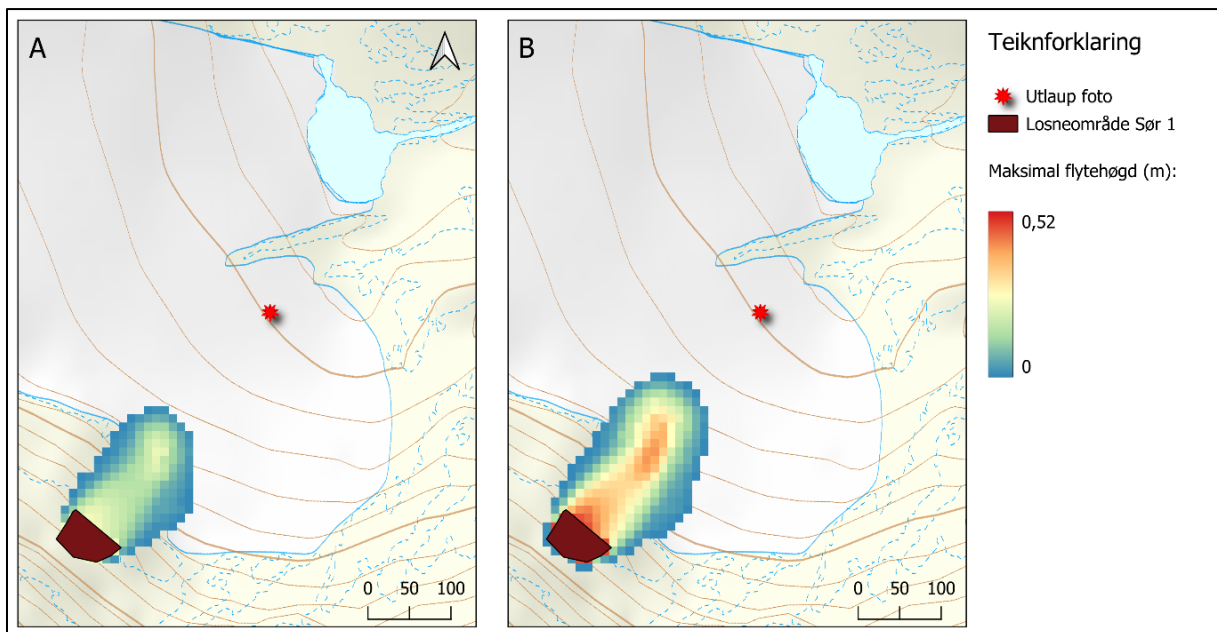 A
B
Teiknforklaring
Utlaup foto
Losneområde Sør 1
Maksimal flytehøgd (m):
0,52
0
0 50 100
0 50 100